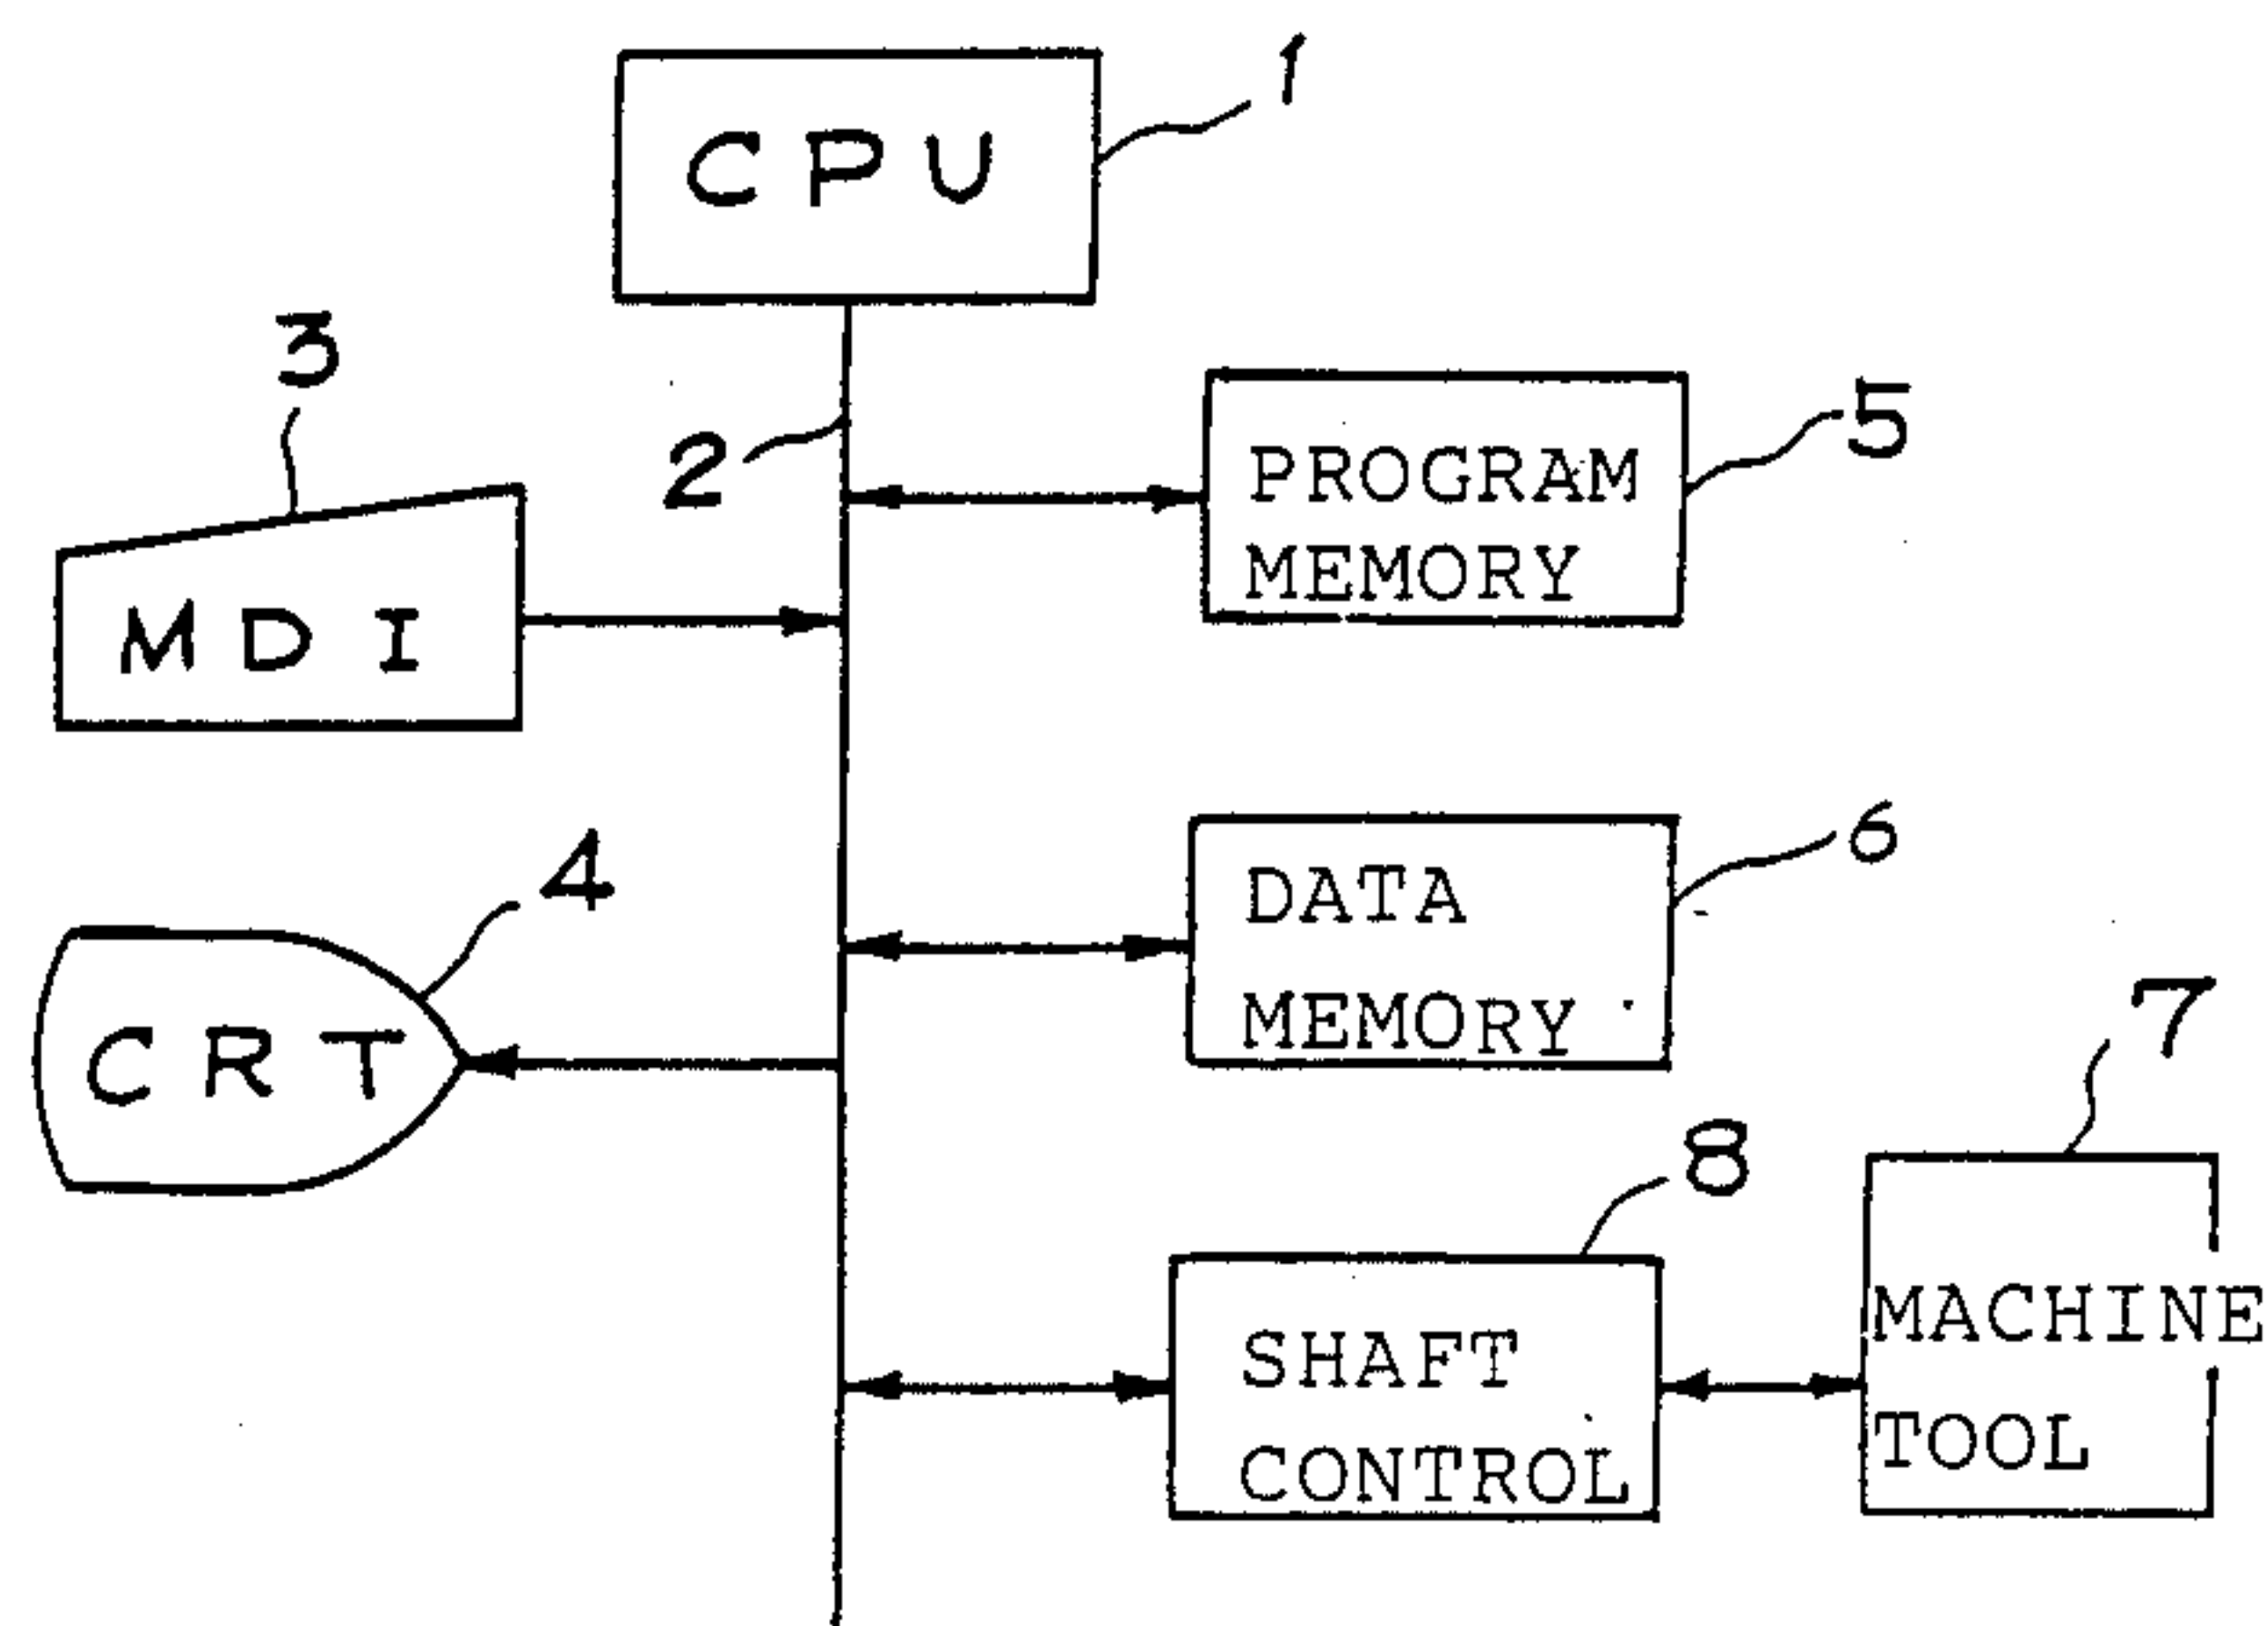 CPU
1
3
2
PROGRAM
MEMORY
5
MDI
DATA
MEMORY
6
4
CRT
7
8
SHAFT
CONTROL
MACHINE
TOOL